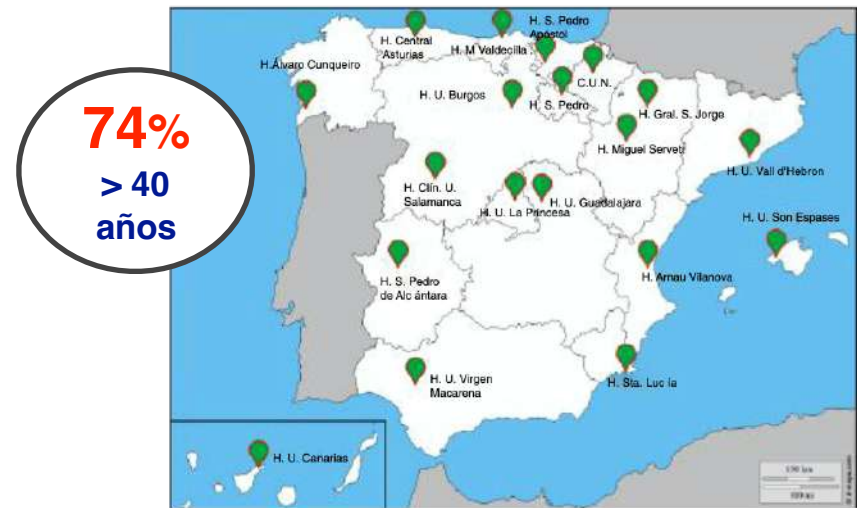 74%
> 40
años
H. S. Pedro
Apóstol
H. Central
Asturias
H. M Valdecilla
H.Álvaro Cunqueiro
C.U.N.
H. U. Burgos
H. S. Pedro
H. Gral. S. Jorge
H. Miguel Servet
H. U. Vall d'Hebron
H. Clín. U.
Salamanca
H. U. La Princesa
H. U. Guadalajara
H. U. Son Espases
H. S. Pedro
de Alc ántara
H. Arnau Vilanova
H. U. Virgen
Macarena
H. Sta. Luc ía
H. U. Canarias